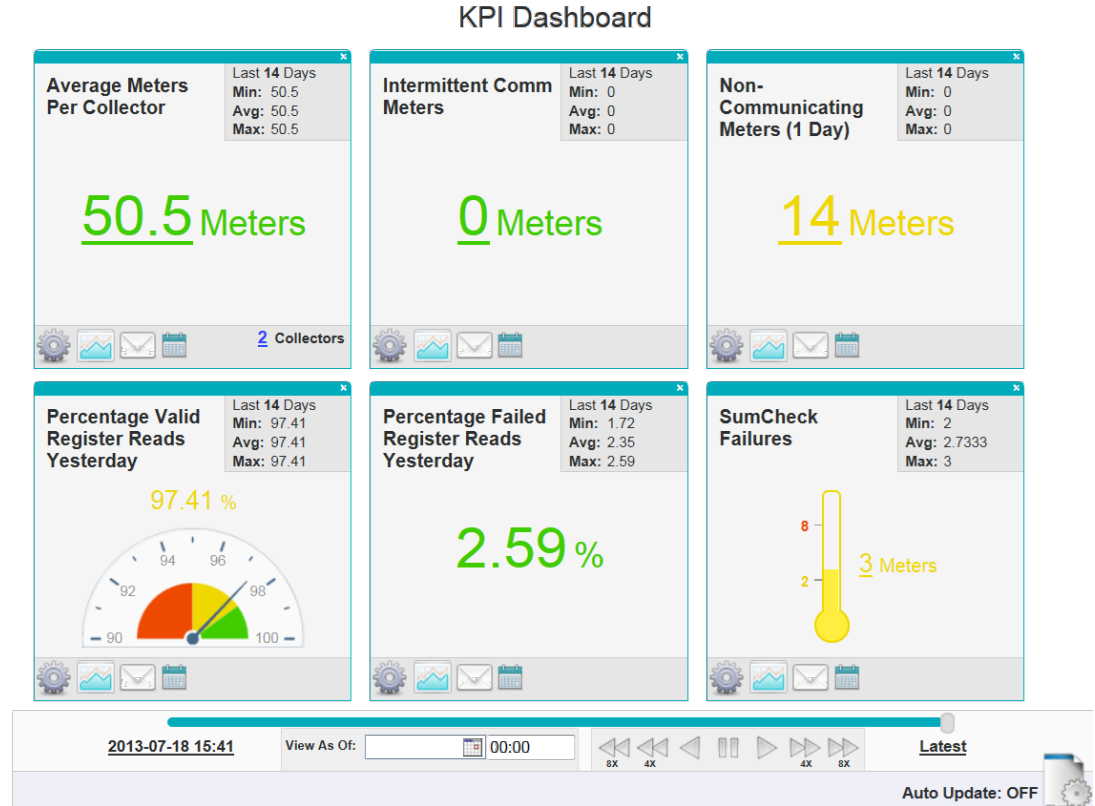 KPI Dashboard
Average Meters
Per Collector
Last 14 Days
Min: 50.5
Avg: 50.5
Max: 50.5
50.5 Meters
2 Collectors
Intermittent Comm
Meters
Last 14 Days
Min: 0
Avg: 0
Max: 0
0 Meters
Non-
Communicating
Meters (1 Day)
Last 14 Days
Min: 0
Avg: 0
Max: 0
14 Meters
Percentage Valid
Register Reads
Yesterday
Last 14 Days
Min: 97.41
Avg: 97.41
Max: 97.41
97.41 %
90
92
94
96
98
100
Percentage Failed
Register Reads
Yesterday
Last 14 Days
Min: 1.72
Avg: 2.35
Max: 2.59
2.59 %
SumCheck
Failures
Last 14 Days
Min: 2
Avg: 2.7333
Max: 3
8
3 Meters
2
2013-07-18 15:41
View As Of:
00:00
8X
4X
4X
8X
Latest
Auto Update: OFF